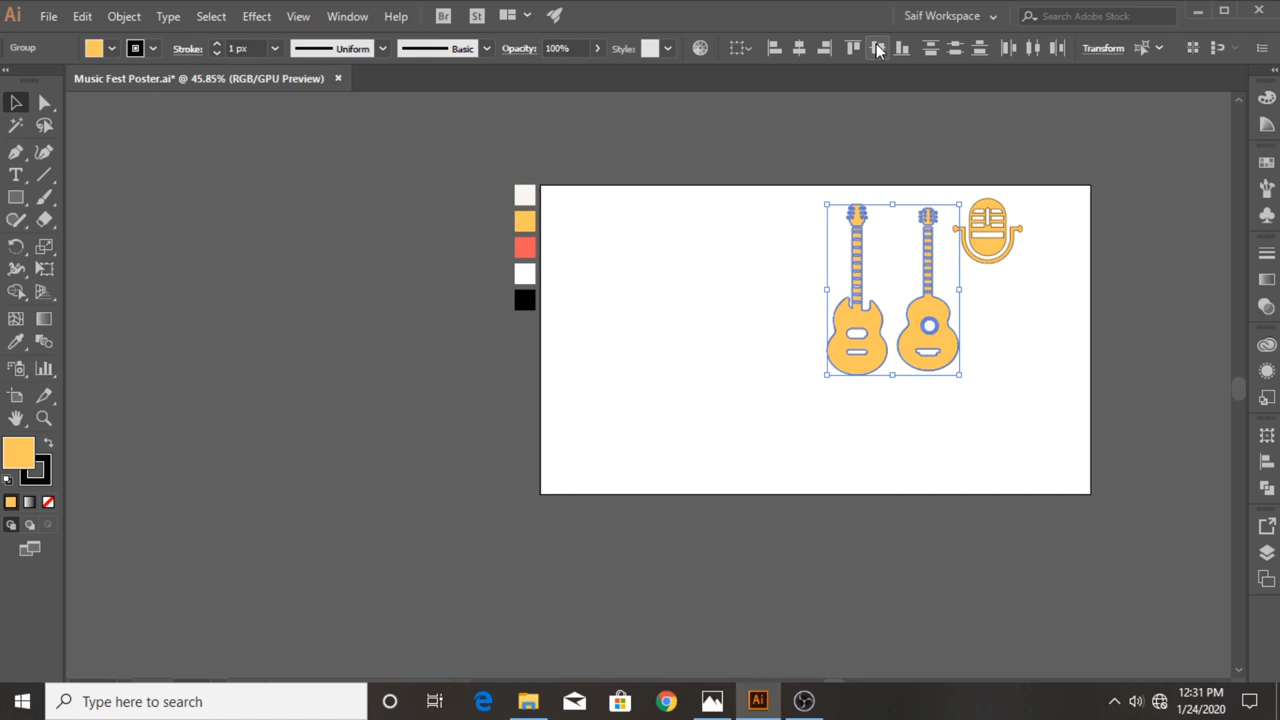 Ai File Edit Object Type Select Effect View Window Help Br St Saif Workspace Search Adobe Stock
Group Stroke: 1 px Uniform Basic Opacity: 100% Style: Transform
Music Fest Poster.ai* @ 45.85% (RGB/GPU Preview)
Type here to search
Ai
12:31 PM
1/24/2020